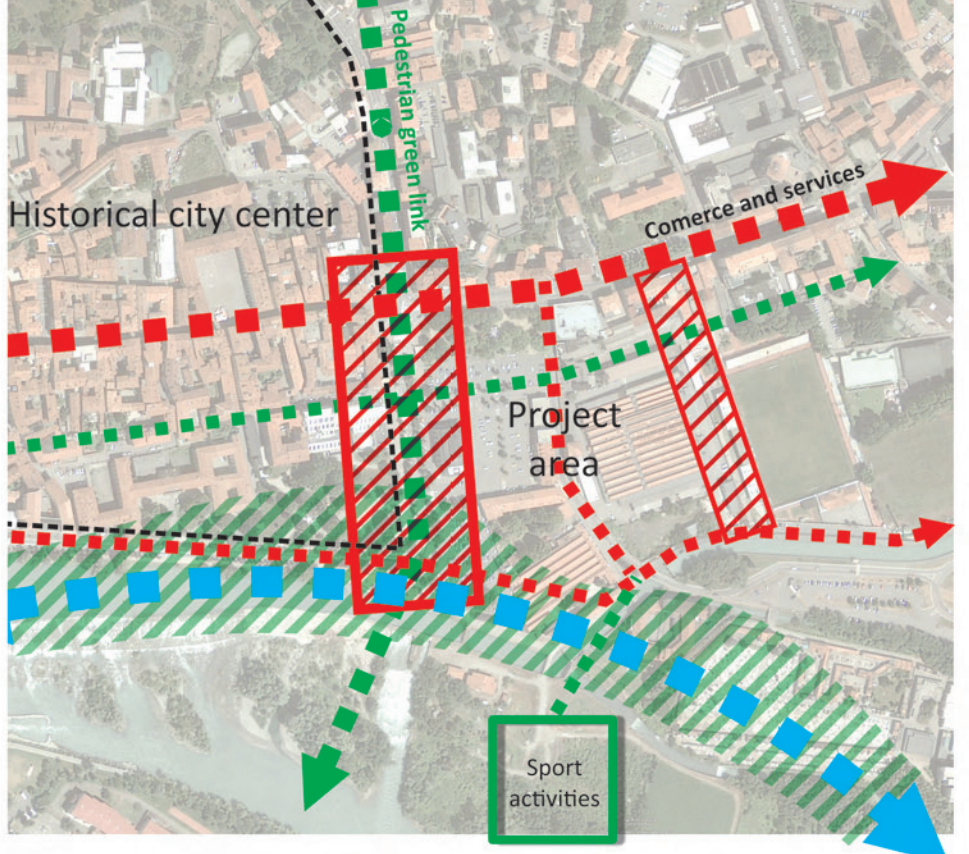 Pedestrian green link
Comerce and services
Historical city center
Project
area
Sport
activities